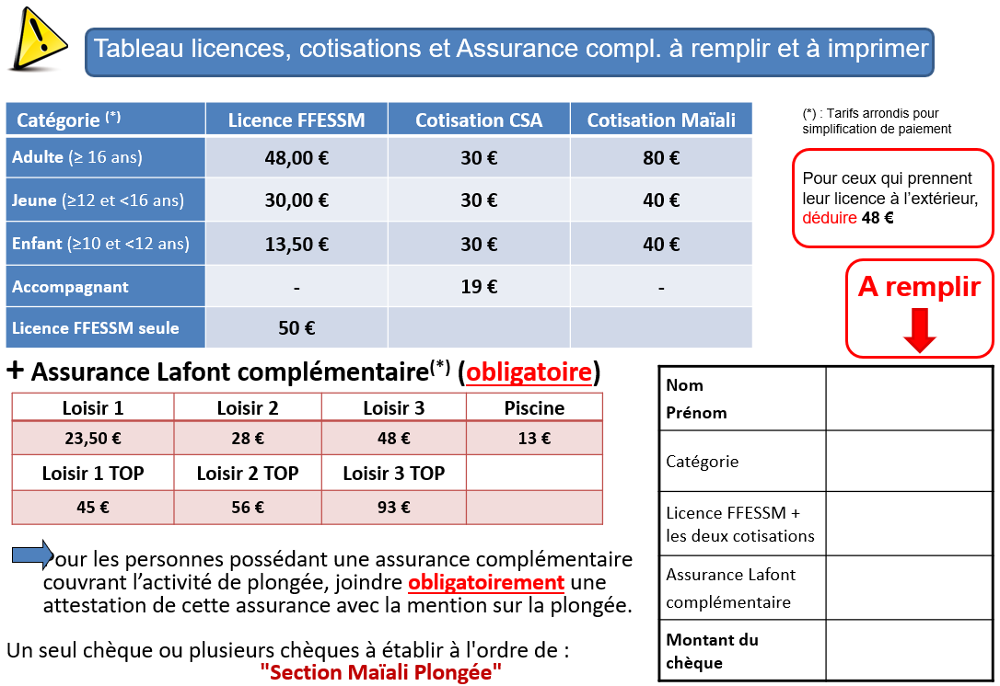 Tableau licences, cotisations et Assurance compl. à remplir et à imprimer
Catégorie (*) Licence FFESSM Cotisation CSA Cotisation Maïali
Adulte (≥ 16 ans) 48,00 € 30 € 80 €
Jeune (≥12 et <16 ans) 30,00 € 30 € 40 €
Enfant (≥10 et <12 ans) 13,50 € 30 € 40 €
Accompagnant - 19 € -
Licence FFESSM seule 50 €
(*) : Tarifs arrondis pour
simplification de paiement
Pour ceux qui prennent
leur licence à l’extérieur,
déduire 48 €
A remplir
+ Assurance Lafont complémentaire(*) (obligatoire)
Loisir 1 Loisir 2 Loisir 3 Piscine
23,50 € 28 € 48 € 13 €
Loisir 1 TOP Loisir 2 TOP Loisir 3 TOP
45 € 56 € 93 €
Pour les personnes possédant une assurance complémentaire
couvrant l’activité de plongée, joindre obligatoirement une
attestation de cette assurance avec la mention sur la plongée.
Un seul chèque ou plusieurs chèques à établir à l'ordre de :
"Section Maïali Plongée"
Nom
Prénom
Catégorie
Licence FFESSM +
les deux cotisations
Assurance Lafont
complémentaire
Montant du
chèque